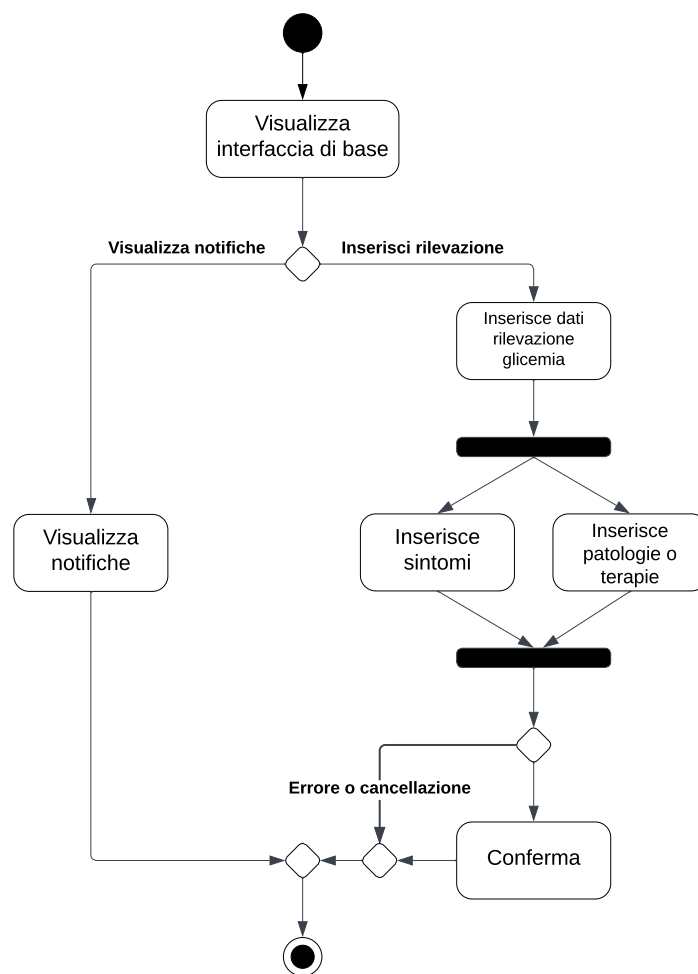 Visualizza
interfaccia di base
Visualizza notifiche
Inserisci rilevazione
Inserisce dati
rilevazione
glicemia
Visualizza
notifiche
Inserisce
sintomi
Inserisce
patologie o
terapie
Errore o cancellazione
Conferma